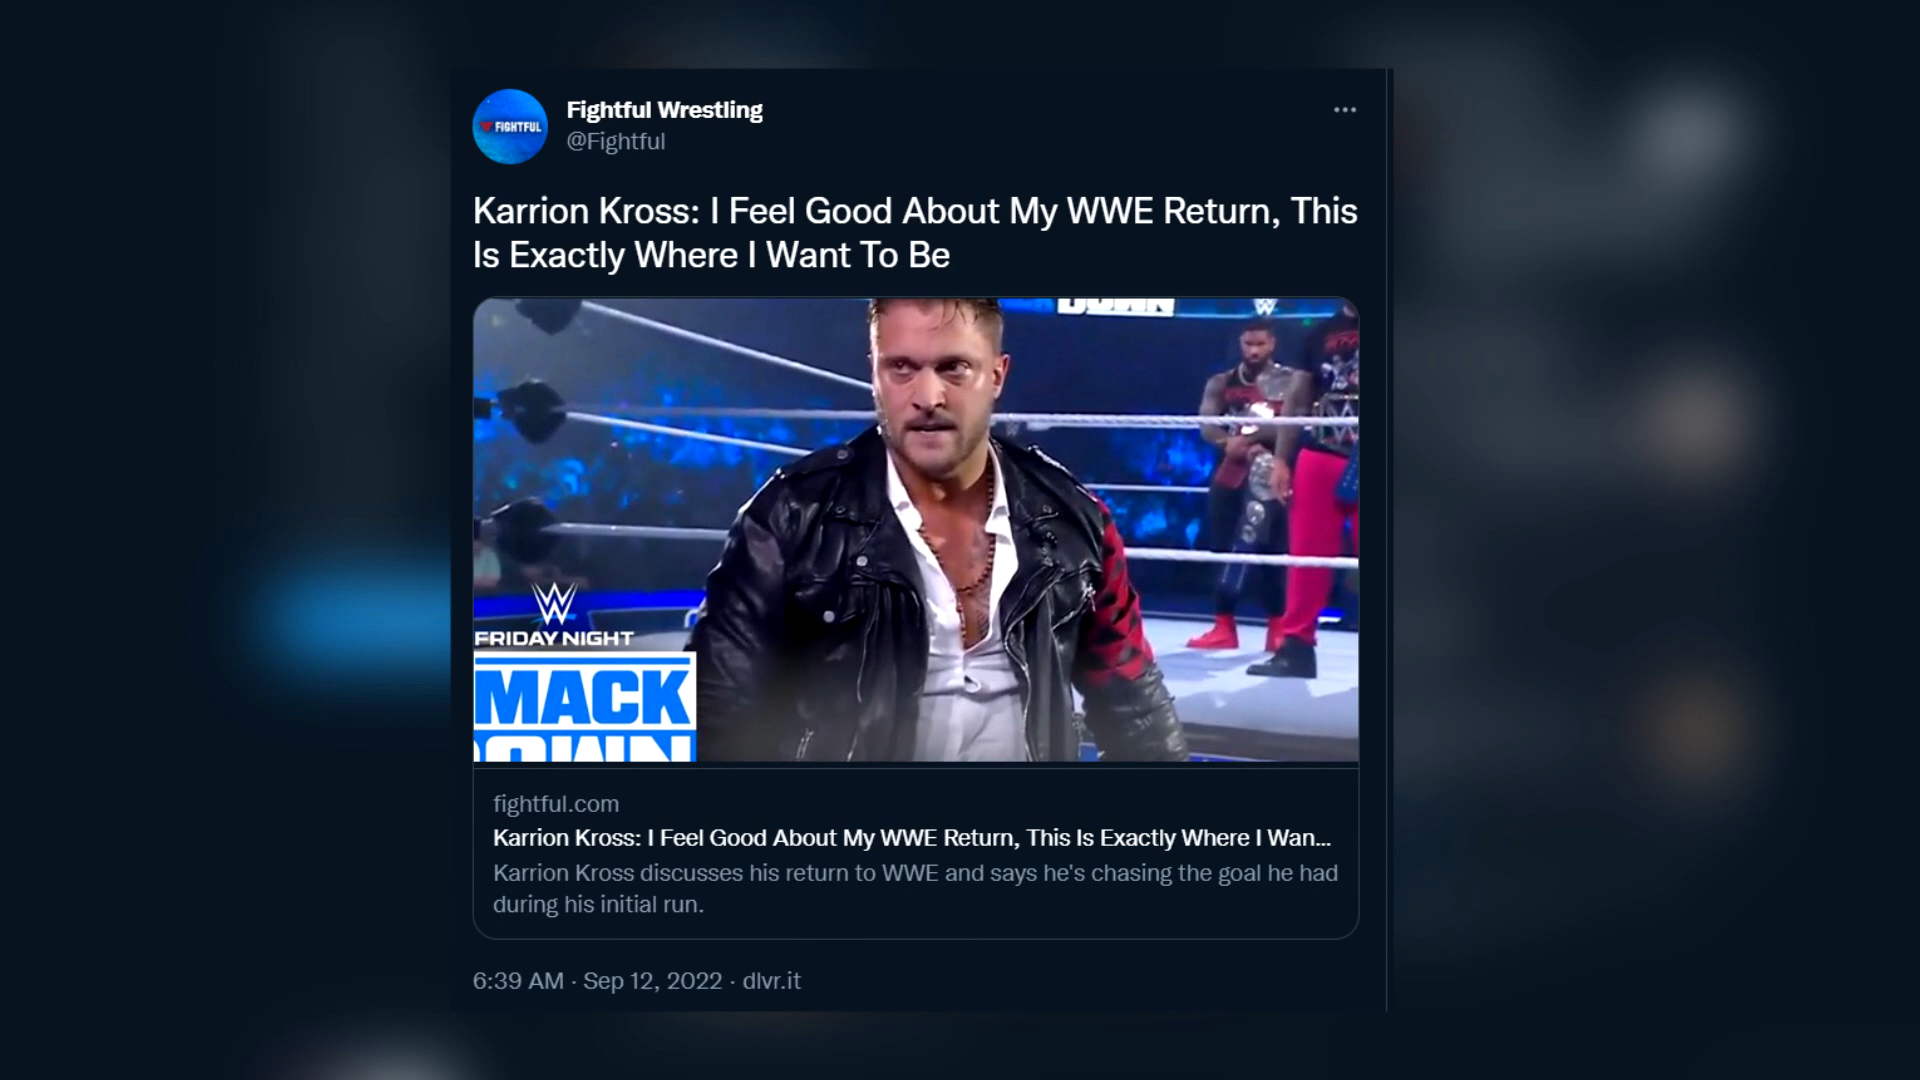 Fightful Wrestling
FIGHTFUL
@Fightful
Karrion Kross: I Feel Good About My WWE Return, This
Is Exactly Where I Want To Be
DOWN
W
FRIDAY NIGHT
MACK
DOWN
fightful.com
Karrion Kross: I Feel Good About My WWE Return, This Is Exactly Where I Wan...
Karrion Kross discusses his return to WWE and says he's chasing the goal he had
during his initial run.
6:39 AM · Sep 12, 2022 · dlvr.it